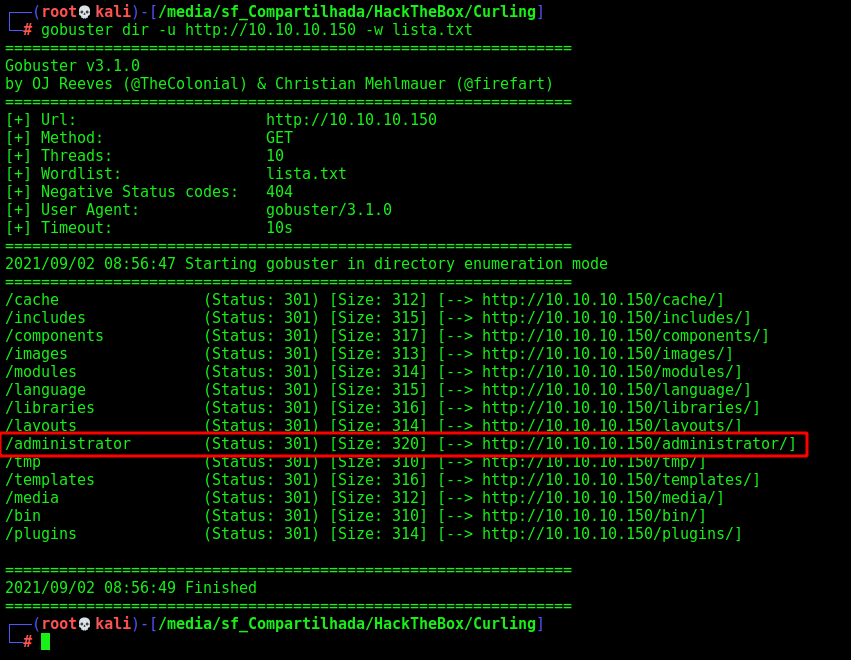 ┌──(root💀kali)-[/media/sf_Compartilhada/HackTheBox/Curling]
└─# gobuster dir -u http://10.10.10.150 -w lista.txt
===============================================================
Gobuster v3.1.0
by OJ Reeves (@TheColonial) & Christian Mehlmauer (@firefart)
===============================================================
[+] Url:                     http://10.10.10.150
[+] Method:                  GET
[+] Threads:                 10
[+] Wordlist:                lista.txt
[+] Negative Status codes:   404
[+] User Agent:              gobuster/3.1.0
[+] Timeout:                 10s
===============================================================
2021/09/02 08:56:47 Starting gobuster in directory enumeration mode
===============================================================
/cache                (Status: 301) [Size: 312] [--> http://10.10.10.150/cache/]
/includes             (Status: 301) [Size: 315] [--> http://10.10.10.150/includes/]
/components           (Status: 301) [Size: 317] [--> http://10.10.10.150/components/]
/images               (Status: 301) [Size: 313] [--> http://10.10.10.150/images/]
/modules              (Status: 301) [Size: 314] [--> http://10.10.10.150/modules/]
/language             (Status: 301) [Size: 315] [--> http://10.10.10.150/language/]
/libraries            (Status: 301) [Size: 316] [--> http://10.10.10.150/libraries/]
/layouts              (Status: 301) [Size: 314] [--> http://10.10.10.150/layouts/]
/administrator        (Status: 301) [Size: 320] [--> http://10.10.10.150/administrator/]
/tmp                  (Status: 301) [Size: 310] [--> http://10.10.10.150/tmp/]
/templates            (Status: 301) [Size: 316] [--> http://10.10.10.150/templates/]
/media                (Status: 301) [Size: 312] [--> http://10.10.10.150/media/]
/bin                  (Status: 301) [Size: 310] [--> http://10.10.10.150/bin/]
/plugins              (Status: 301) [Size: 314] [--> http://10.10.10.150/plugins/]
===============================================================
2021/09/02 08:56:49 Finished
===============================================================
┌──(root💀kali)-[/media/sf_Compartilhada/HackTheBox/Curling]
└─#